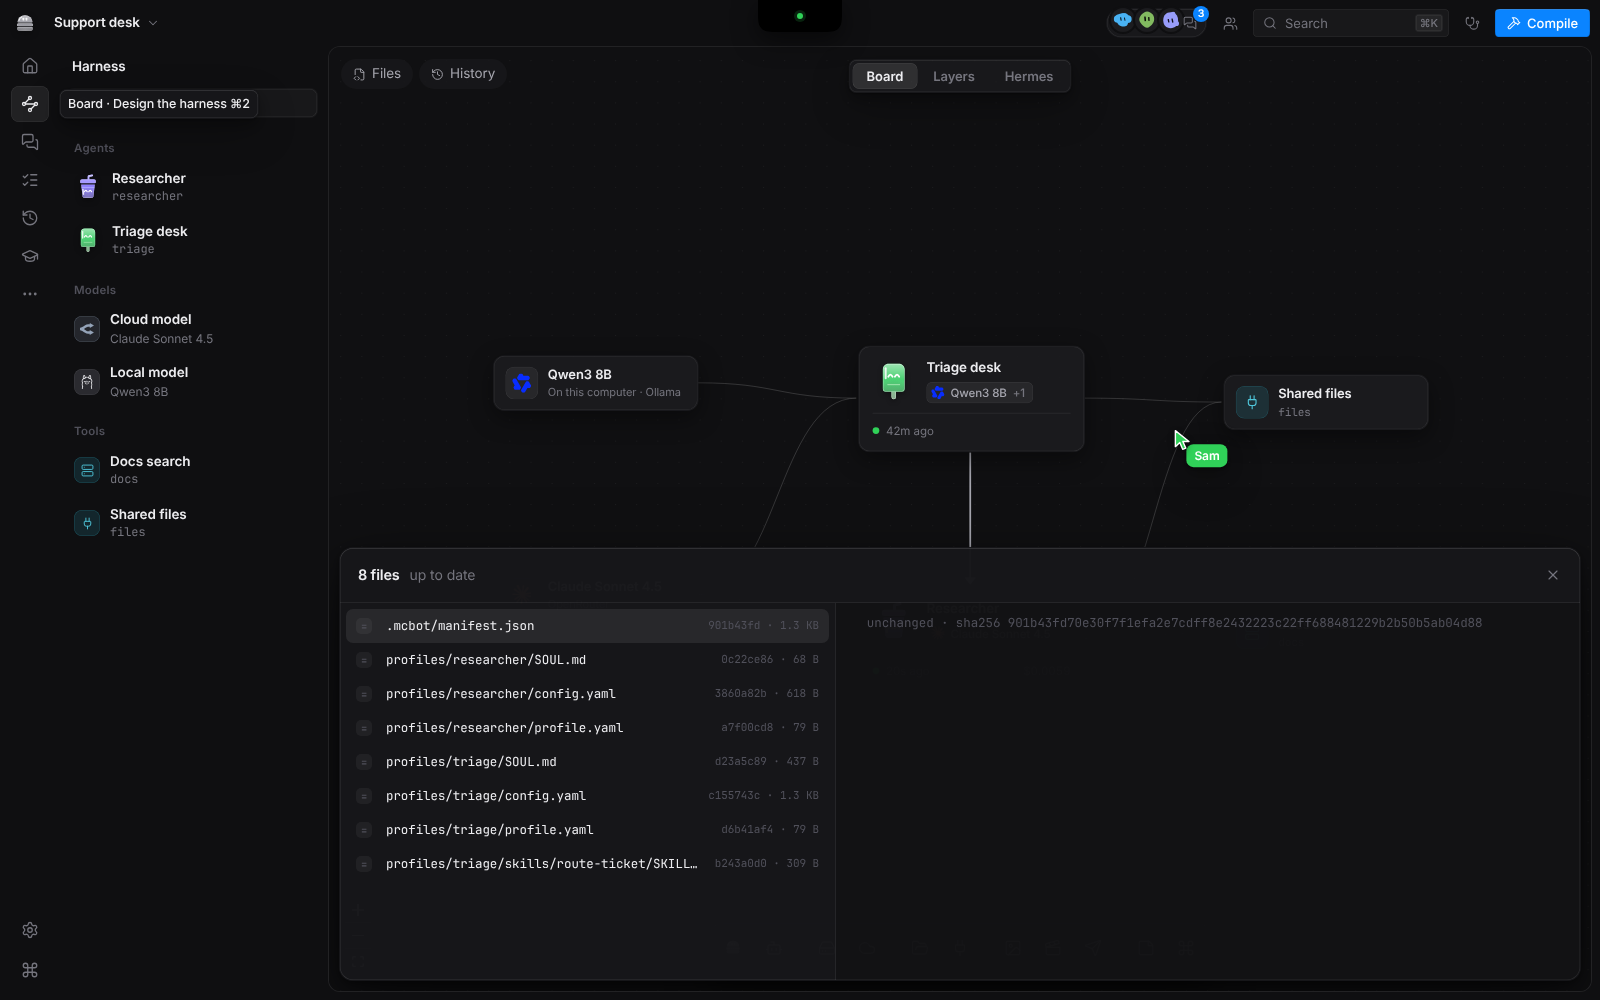 Support desk
3
Search
⌘K
Compile
Harness
Board · Design the harness ⌘2
Agents
Researcher
researcher
Triage desk
triage
Models
Cloud model
Claude Sonnet 4.5
Local model
Qwen3 8B
Tools
Docs search
docs
Shared files
files
Files
History
Board
Layers
Hermes
Qwen3 8B
On this computer · Ollama
Triage desk
Qwen3 8B +1
42m ago
Shared files
files
Sam
8 files up to date
Claude Sonnet 4.5
.mcbot/manifest.json 901b43fd · 1.3 KB
profiles/researcher/SOUL.md 0c22ce86 · 68 B
profiles/researcher/config.yaml 3860a82b · 618 B
profiles/researcher/profile.yaml a7f00cd8 · 79 B
profiles/triage/SOUL.md d23a5c89 · 437 B
profiles/triage/config.yaml c155743c · 1.3 KB
profiles/triage/profile.yaml d6b41af4 · 79 B
profiles/triage/skills/route-ticket/SKILL… b243a0d0 · 309 B
Researcher
unchanged · sha256 901b43fd70e30f7f1efa2e7cdff8e2432223c22ff688481229b2b50b5ab04d88